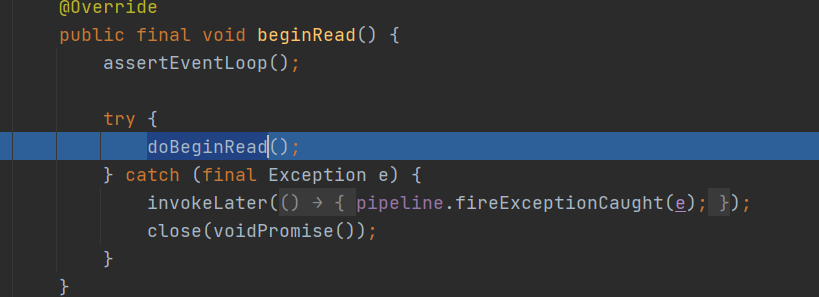 @Override
public final void beginRead() {
assertEventLoop();
try {
doBeginRead();
} catch (final Exception e) {
invokeLater(() → { pipeline.fireExceptionCaught(e); });
close(voidPromise());
}
}